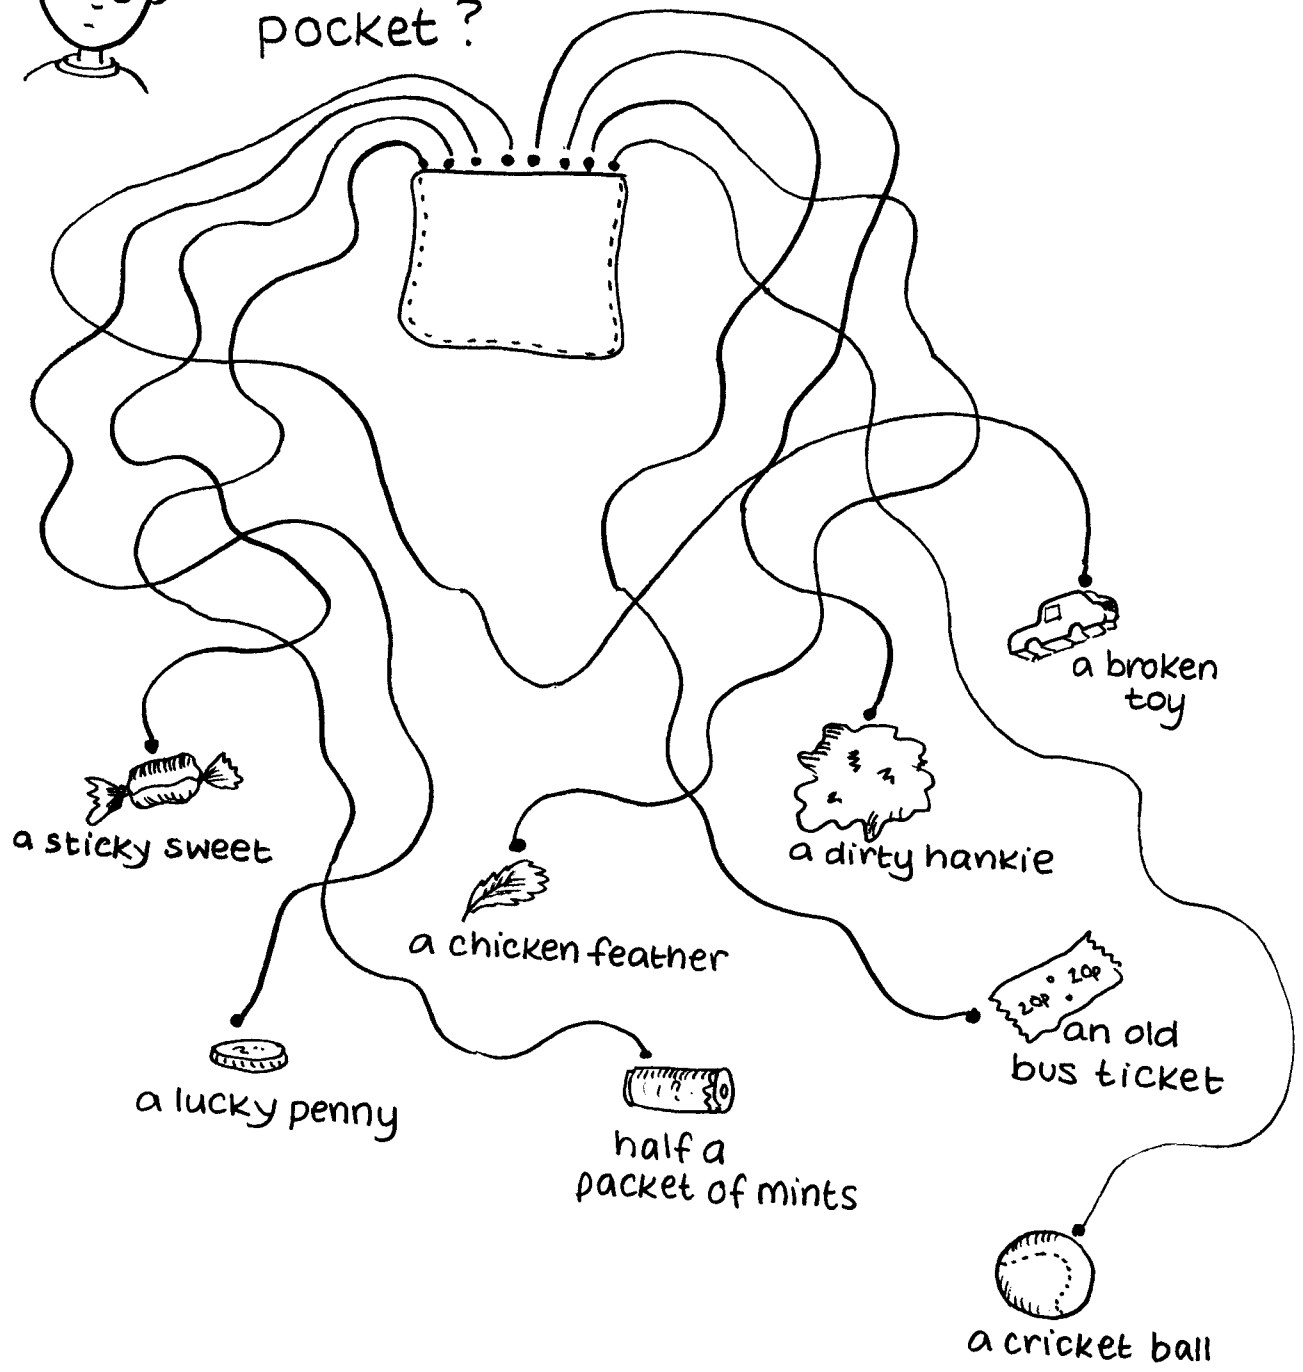 pocket?
a broken
toy
a sticky sweet
a dirty hankie
a chicken feather
20p 20p
an old
bus ticket
a lucky penny
half a
packet of mints
a cricket ball